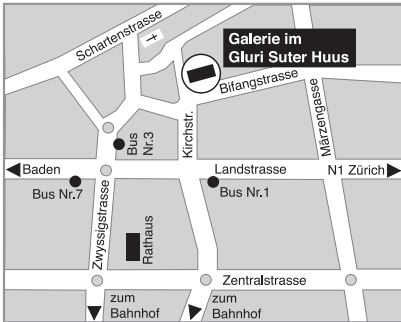 Schartenstrasse
Galerie im
Gluri Suter Huus
Bifangstrasse
Märzengasse
Kirchstr.
Bus
Nr.3
Baden
Landstrasse
N1 Zürich
Bus Nr.7
Bus Nr.1
Zwyssigstrasse
Rathaus
Zentralstrasse
zum
Bahnhof
zum
Bahnhof